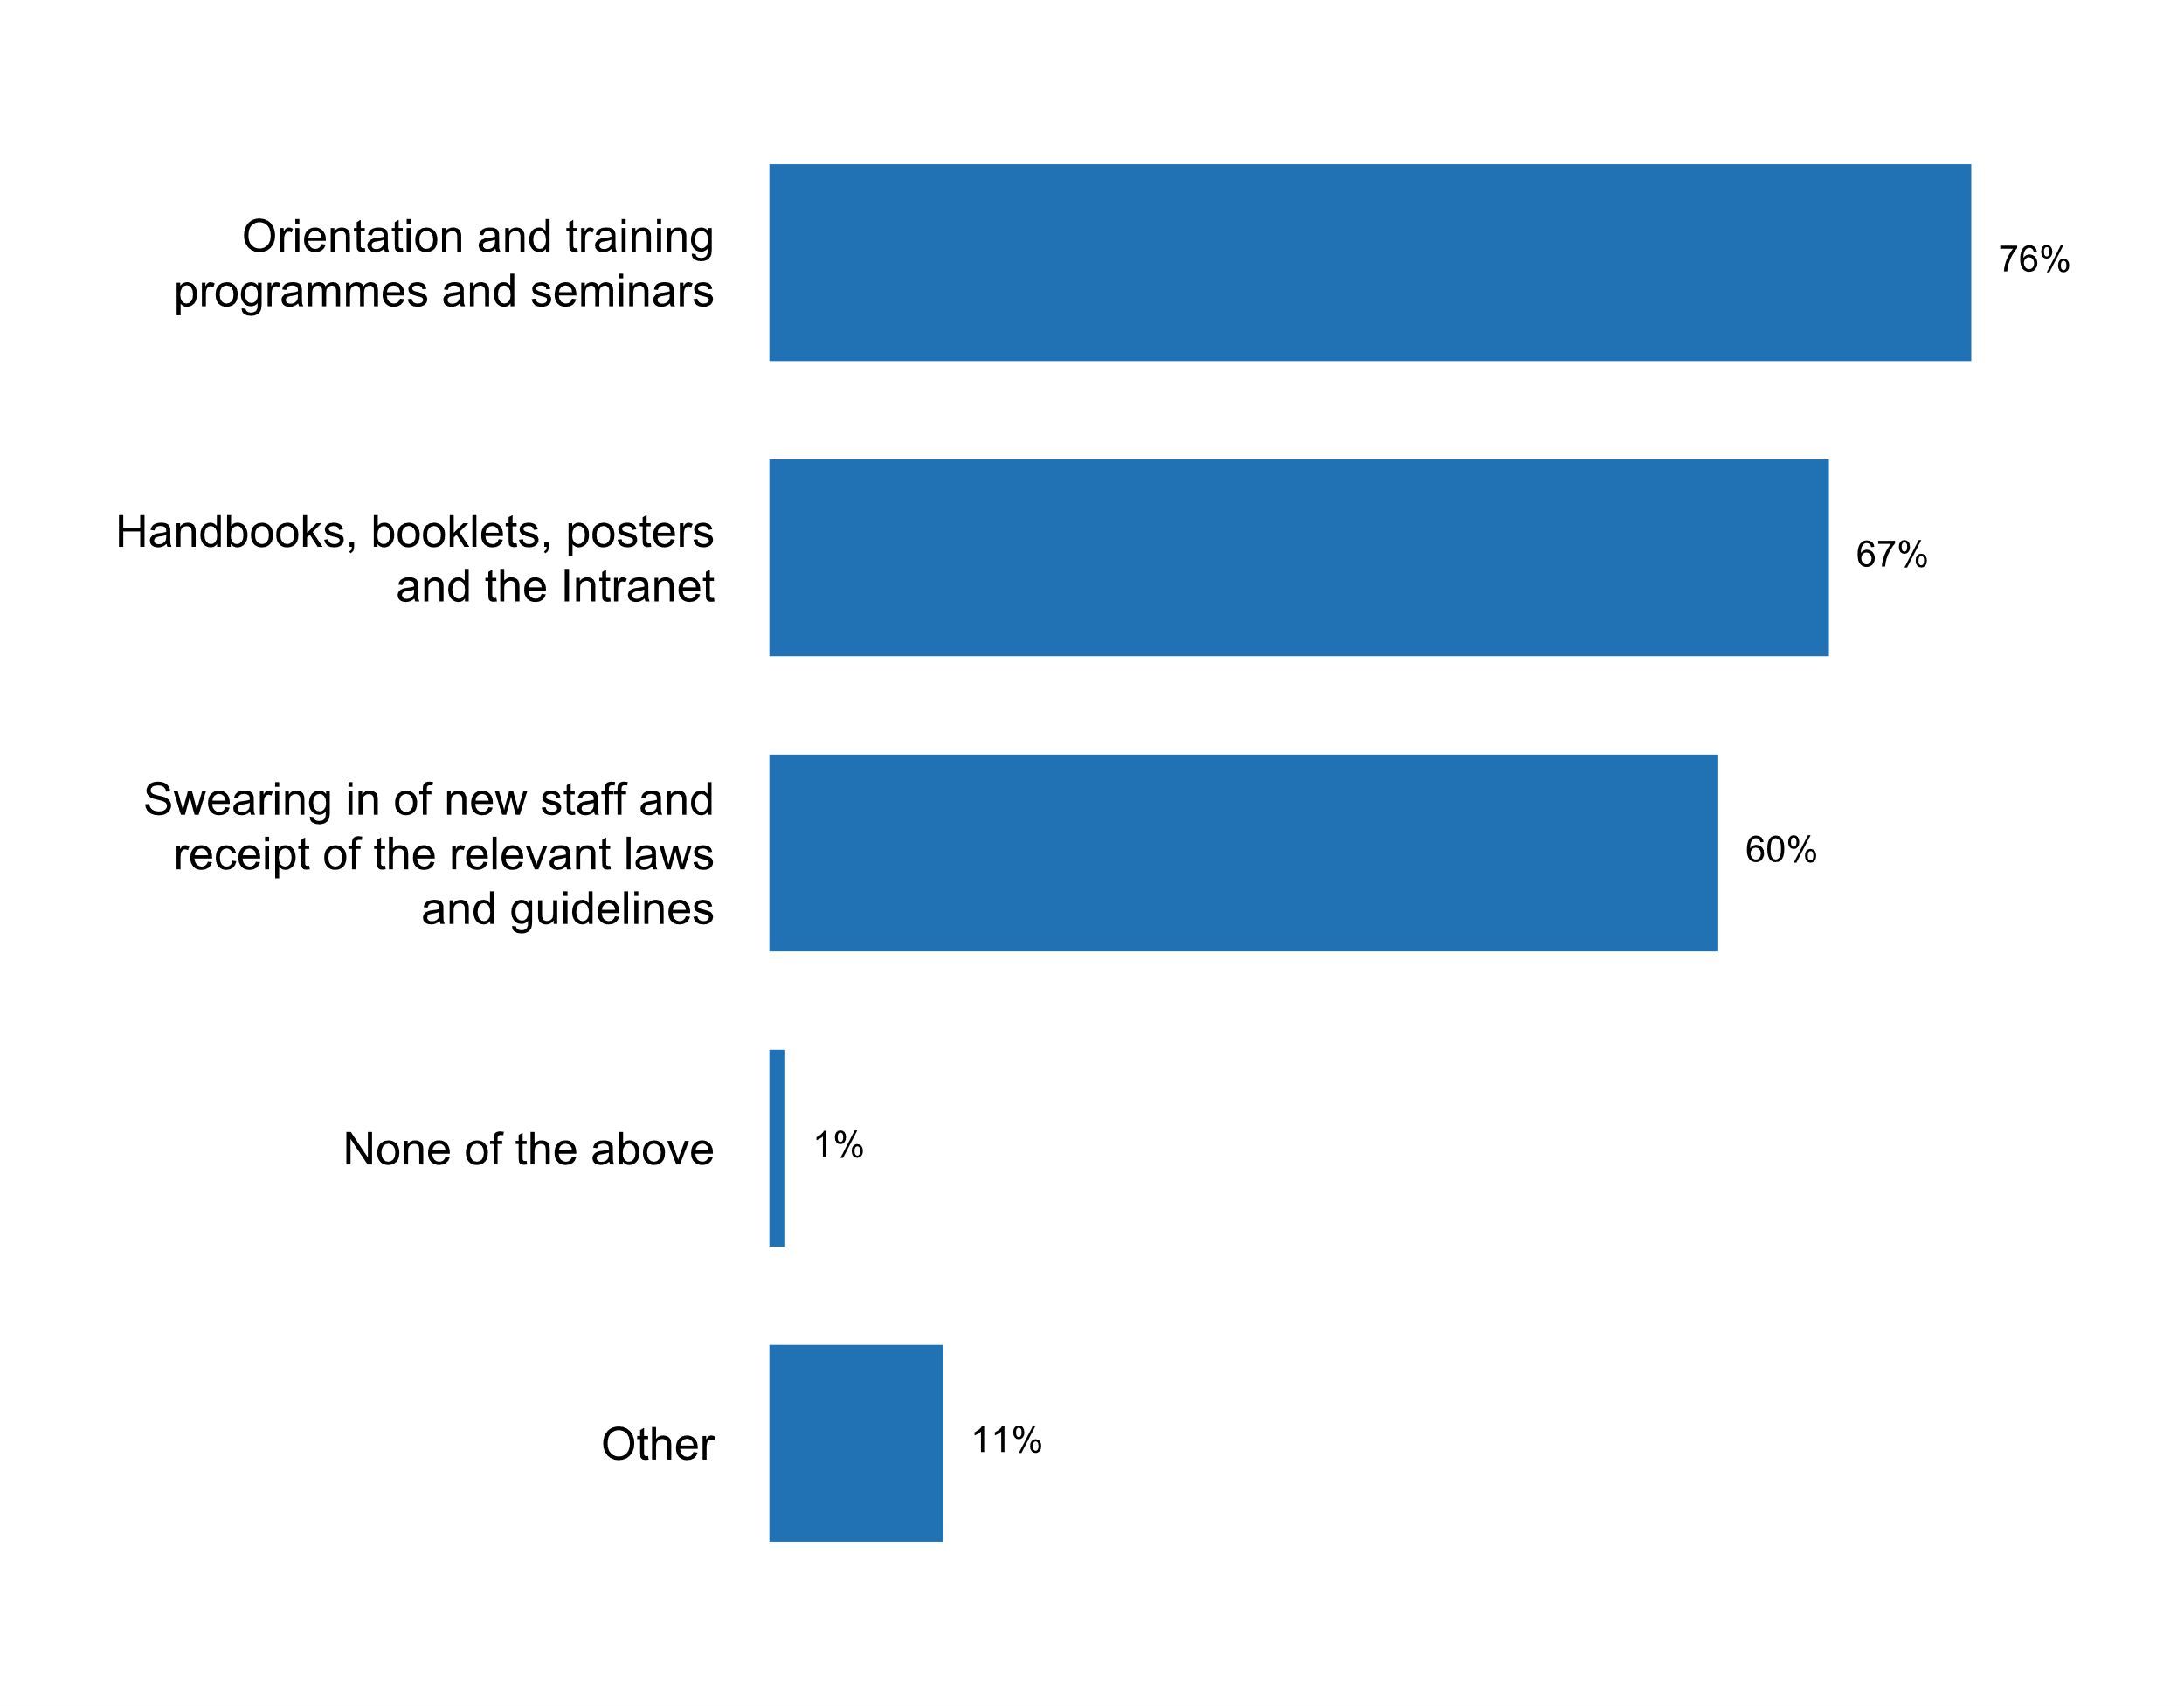 Orientation and training
programmes and seminars
76%
Handbooks, booklets, posters
and the Intranet
67%
Swearing in of new staff and
receipt of the relevant laws
and guidelines
60%
None of the above
1%
Other
11%